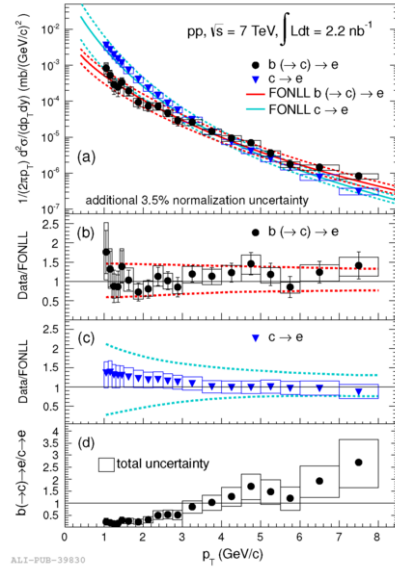 pp, √s = 7 TeV, ∫Ldt = 2.2 nb⁻¹
b (→ c) → e
c → e
FONLL b (→ c) → e
FONLL c → e
1/(2πp_T) d²σ/(dp_Tdy) (mb/(GeV/c)²)
10⁻²
10⁻³
10⁻⁴
10⁻⁵
10⁻⁶
10⁻⁷
(a)
additional 3.5% normalization uncertainty
Data/FONLL
2.5
2
1.5
1
0.5
(b)
b (→ c) → e
Data/FONLL
2.5
2
1.5
1
0.5
(c)
c → e
b(→c)→e/c→e
4
3.5
3
2.5
2
1.5
1
0.5
(d)
total uncertainty
0 1 2 3 4 5 6 7 8
p_T (GeV/c)
ALI-PUB-39830